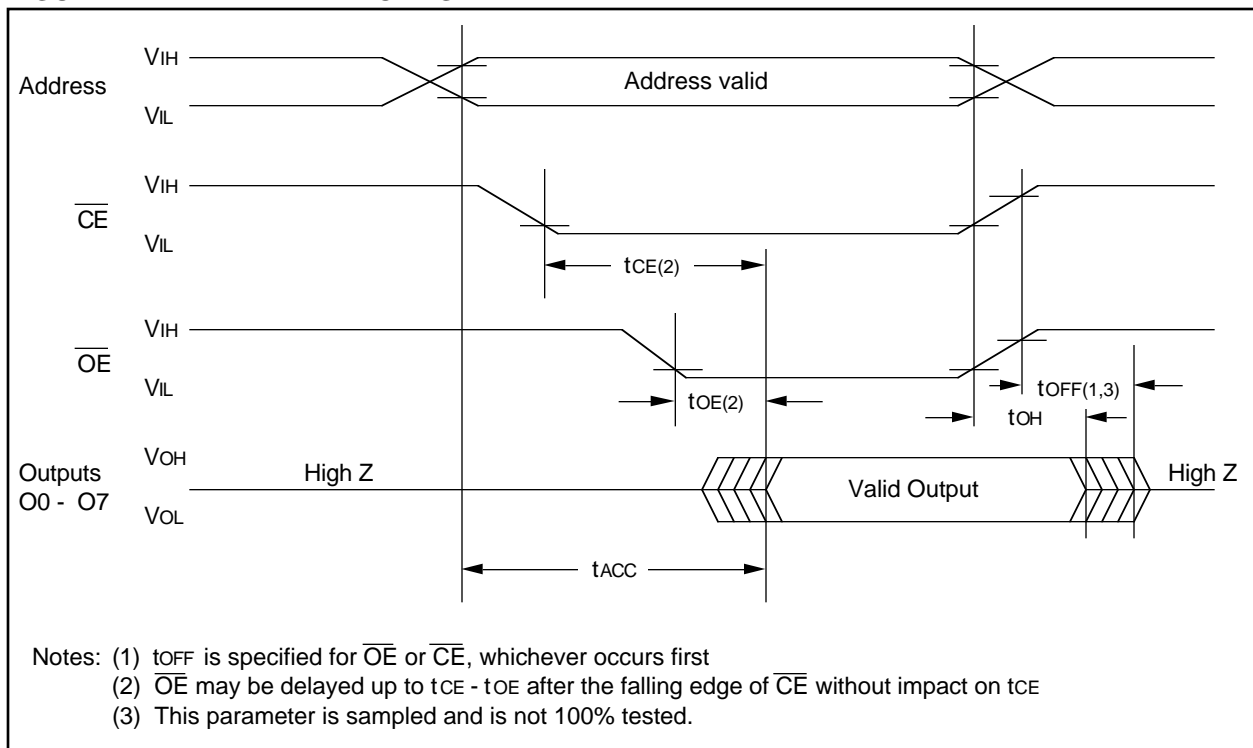 VIH
Address
Address valid
VIL
VIH
CE
VIL
tCE(2)
VIH
OE
VIL
tOE(2)
tOFF(1,3)
tOH
VOH
Outputs
O0 - O7
High Z
Valid Output
High Z
VOL
tACC
Notes: (1) tOFF is specified for OE or CE, whichever occurs first
(2) OE may be delayed up to tCE - tOE after the falling edge of CE without impact on tCE
(3) This parameter is sampled and is not 100% tested.